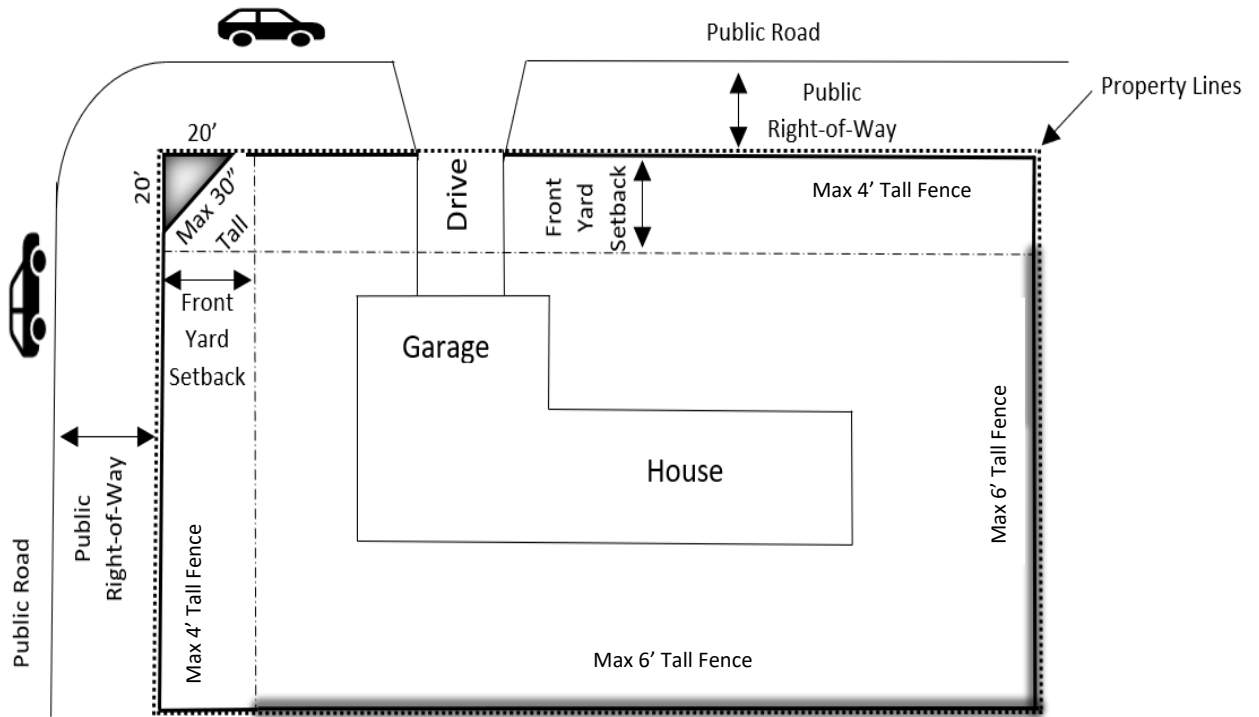 Public Road
Property Lines
Public
Right-of-Way
20’
20’
Max 30”
Tall
Drive
Front
Yard
Setback
Max 4’ Tall Fence
Front
Yard
Setback
Garage
House
Max 6’ Tall Fence
Public
Right-of-Way
Public Road
Max 4’ Tall Fence
Max 6’ Tall Fence